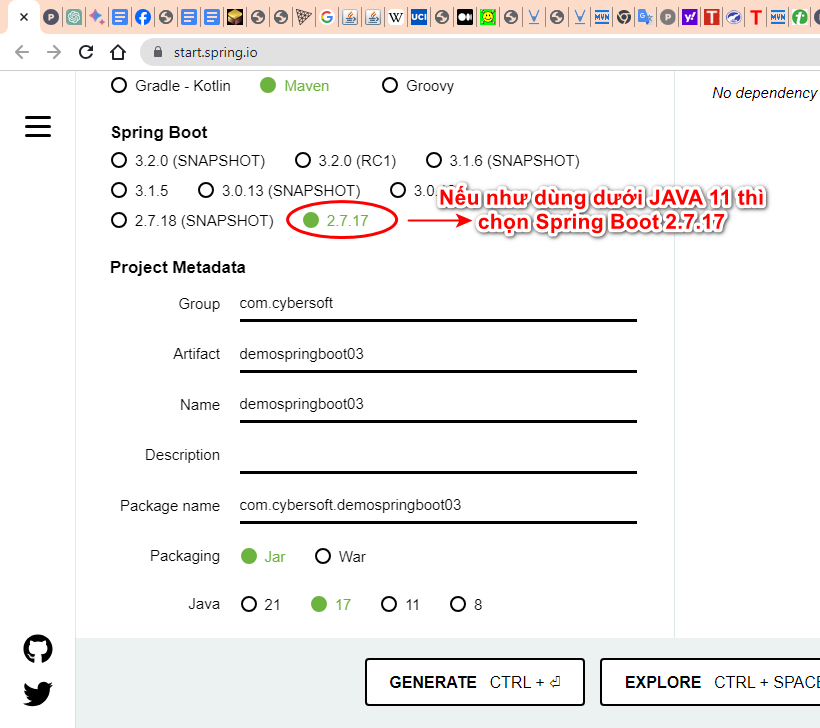 start.spring.io
Gradle - Kotlin Maven Groovy
No dependency
Spring Boot
3.2.0 (SNAPSHOT) 3.2.0 (RC1) 3.1.6 (SNAPSHOT)
3.1.5 3.0.13 (SNAPSHOT)
Nếu như dùng dưới JAVA 11 thì
2.7.18 (SNAPSHOT) 2.7.17
chọn Spring Boot 2.7.17
Project Metadata
Group com.cybersoft
Artifact demospringboot03
Name demospringboot03
Description
Package name com.cybersoft.demospringboot03
Packaging Jar War
Java 21 17 11 8
GENERATE CTRL + ⏎ EXPLORE CTRL + SPACE